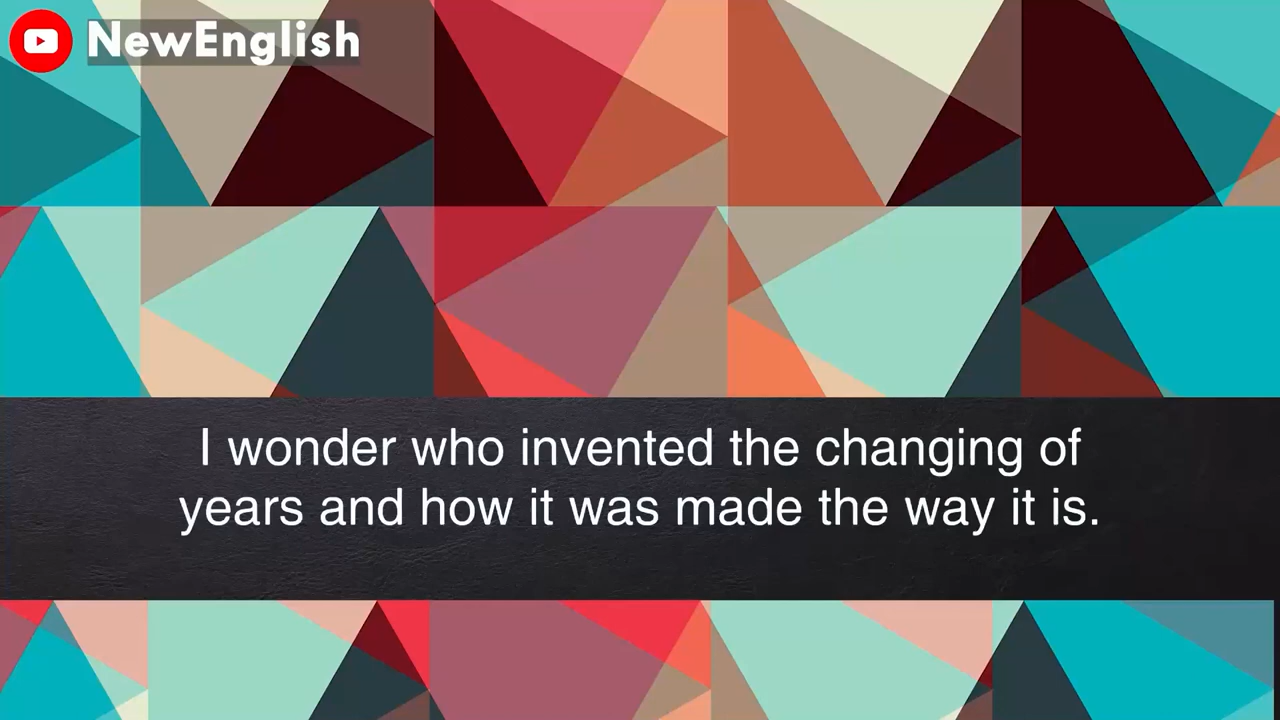 NewEnglish
I wonder who invented the changing of
years and how it was made the way it is.